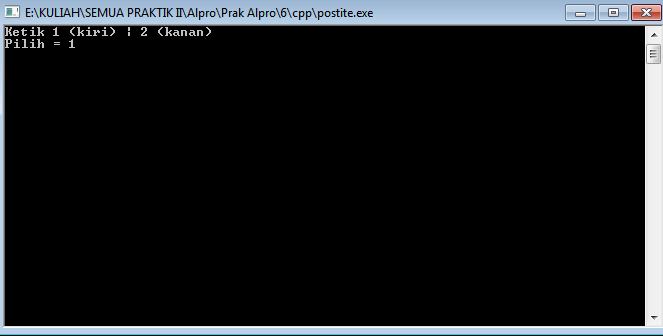 E:\KULIAH\SEMUA PRAKTIK II\Alpro\Prak Alpro\6\cpp\postite.exe
Ketik 1 (kiri) ¦ 2 (kanan)
Pilih = 1